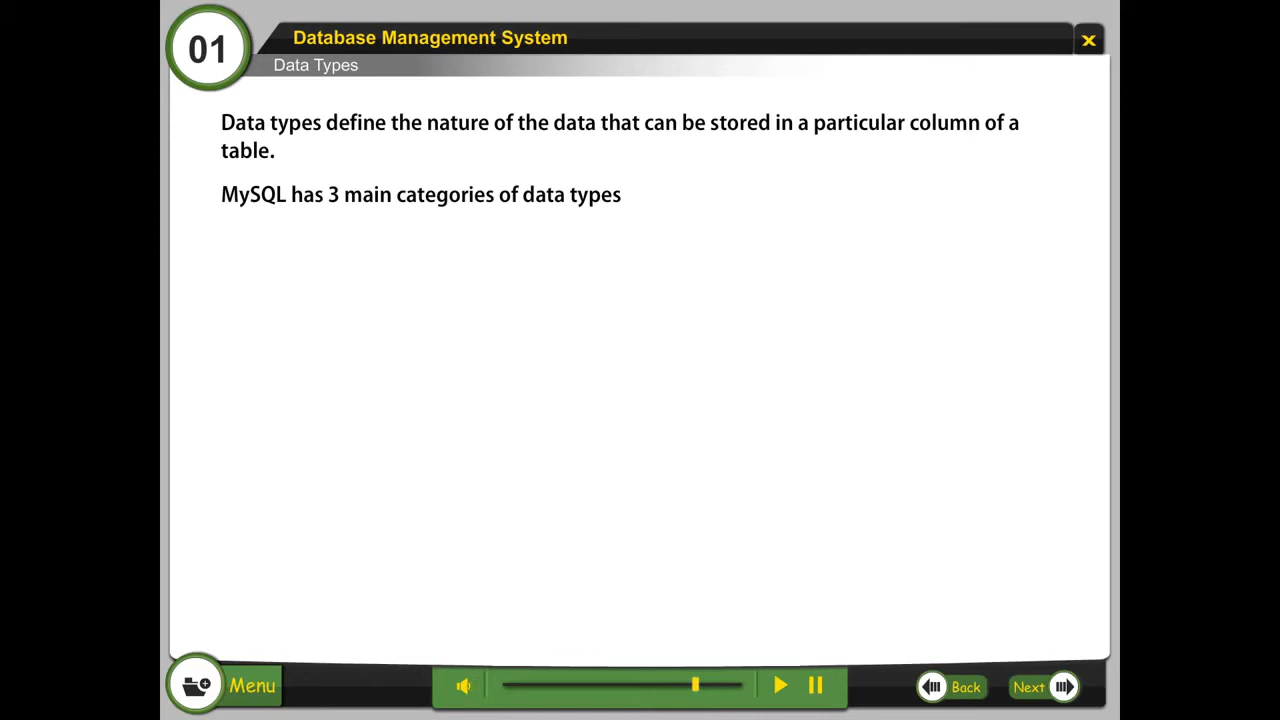 01
Database Management System
Data Types
Data types define the nature of the data that can be stored in a particular column of a
table.
MySQL has 3 main categories of data types
Menu
Back
Next